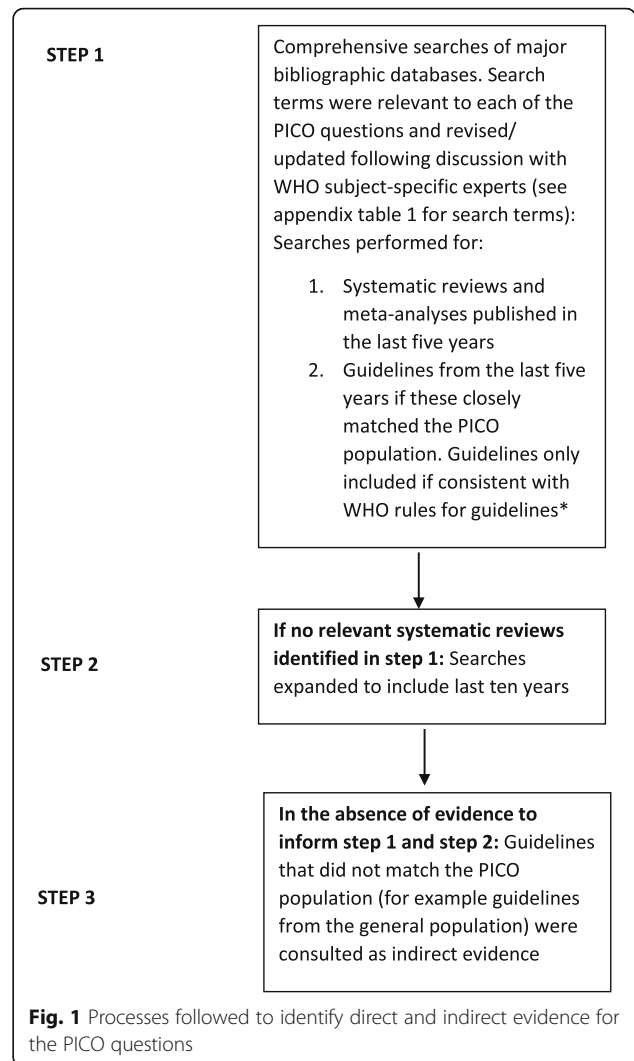 STEP 1
Comprehensive searches of major
bibliographic databases. Search
terms were relevant to each of the
PICO questions and revised/
updated following discussion with
WHO subject-specific experts (see
appendix table 1 for search terms):
Searches performed for:
1. Systematic reviews and
meta-analyses published in
the last five years
2. Guidelines from the last five
years if these closely
matched the PICO
population. Guidelines only
included if consistent with
WHO rules for guidelines*
STEP 2
If no relevant systematic reviews
identified in step 1: Searches
expanded to include last ten years
STEP 3
In the absence of evidence to
inform step 1 and step 2: Guidelines
that did not match the PICO
population (for example guidelines
from the general population) were
consulted as indirect evidence
Fig. 1 Processes followed to identify direct and indirect evidence for
the PICO questions